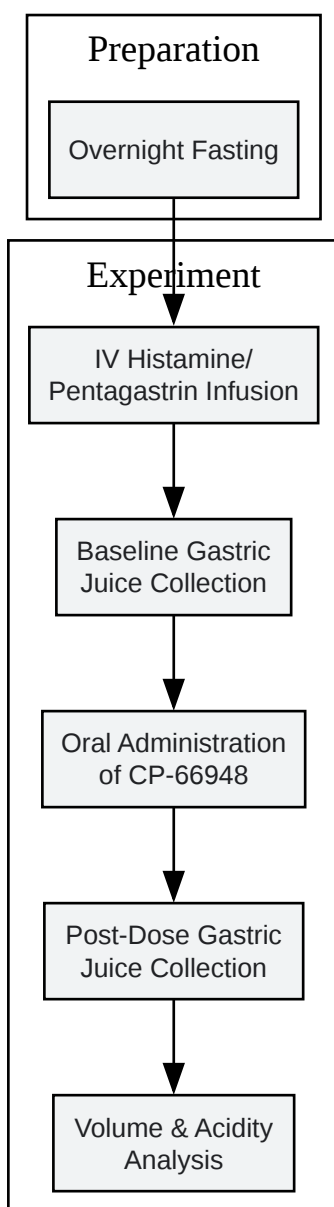 Preparation
Overnight Fasting
Experiment
IV Histamine/
Pentagastrin Infusion
Baseline Gastric
Juice Collection
Oral Administration
of CP-66948
Post-Dose Gastric
Juice Collection
Volume & Acidity
Analysis